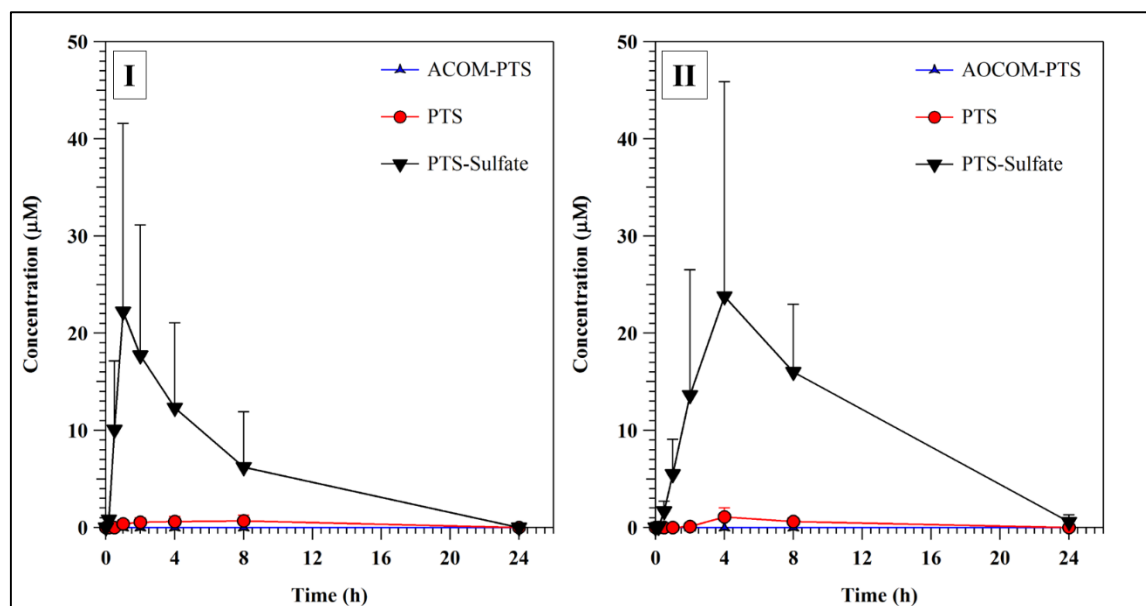 I
50
40
30
20
10
0
Concentration (µM)
ACOM-PTS
PTS
PTS-Sulfate
0 4 8 12 16 20 24
Time (h)
II
50
40
30
20
10
0
Concentration (µM)
AOCOM-PTS
PTS
PTS-Sulfate
0 4 8 12 16 20 24
Time (h)